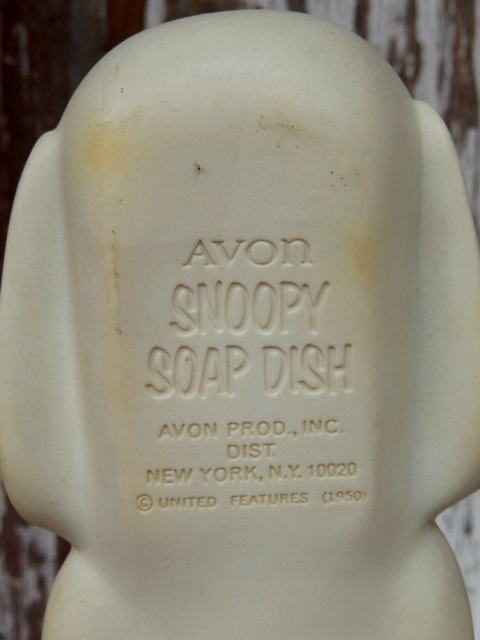 AVON
SNOOPY
SOAP DISH
AVON PROD., INC.
DIST.
NEW YORK, N.Y. 10020
© UNITED FEATURES (1950)